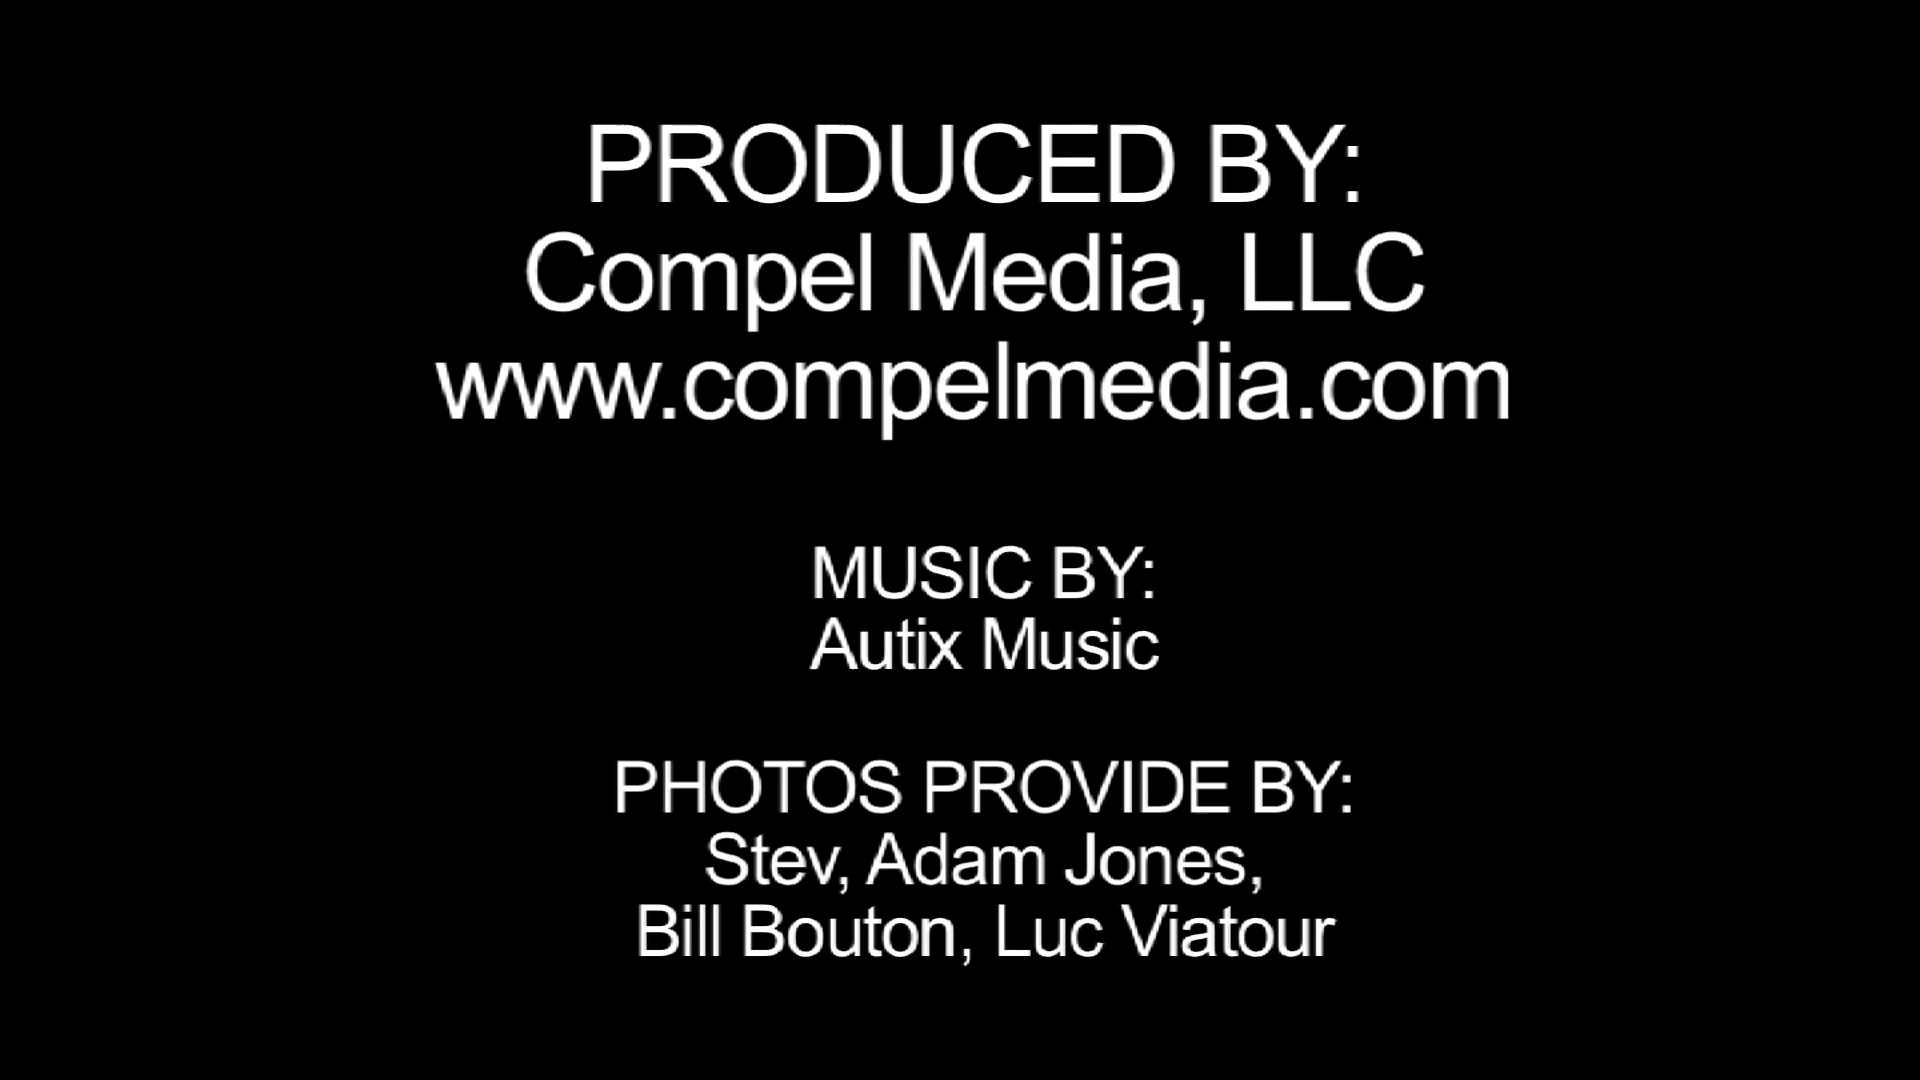 PRODUCED BY:
Compel Media, LLC
www.compelmedia.com
MUSIC BY:
Autix Music
PHOTOS PROVIDE BY:
Stev, Adam Jones,
Bill Bouton, Luc Viatour